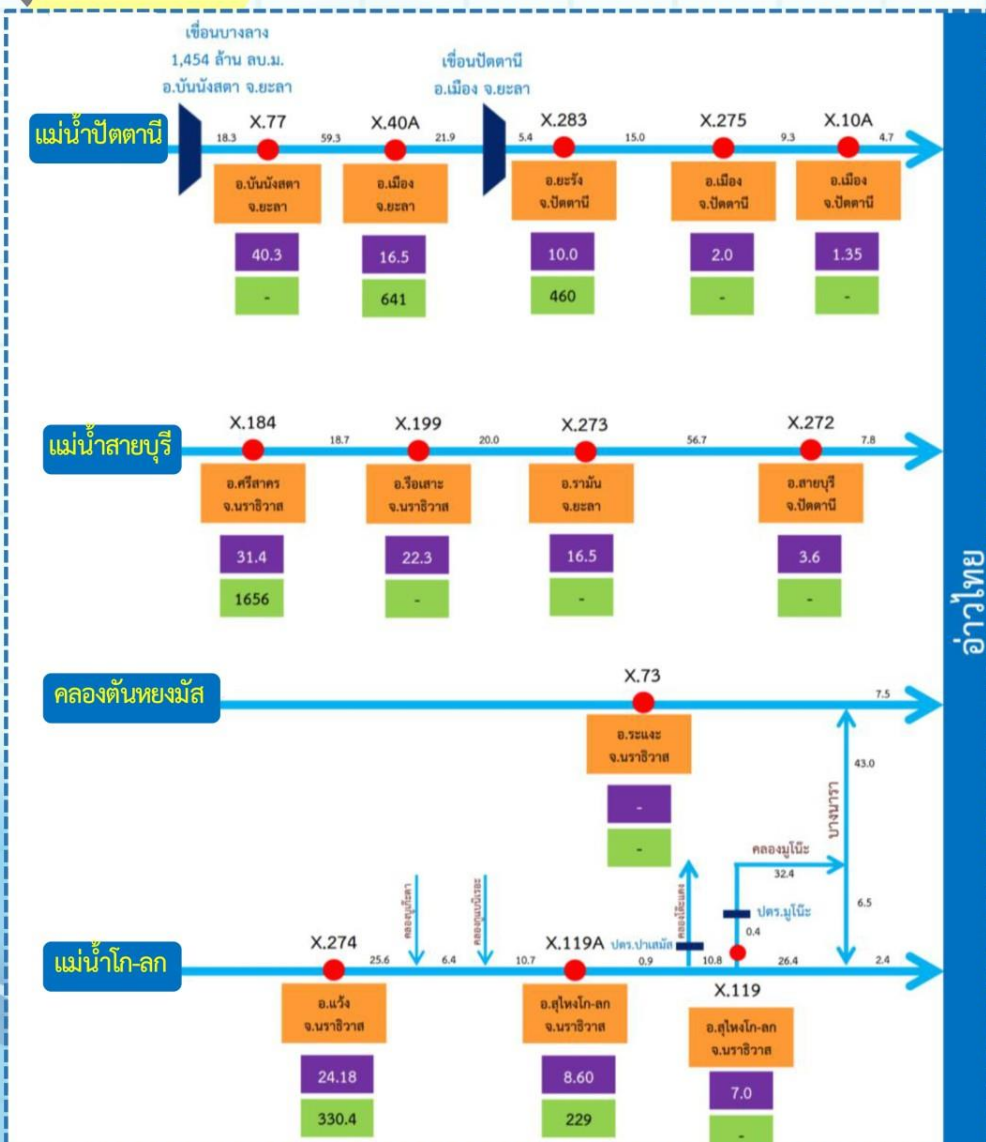 เขื่อนบางลาง
1,454 ล้าน ลบ.ม.
อ.บันนังสตา จ.ยะลา
เขื่อนปัตตานี
อ.เมือง จ.ยะลา
แม่น้ำปัตตานี
18.3
X.77
59.3
X.40A
21.9
5.4
X.283
15.0
X.275
9.3
X.10A
4.7
อ.บันนังสตา
จ.ยะลา
อ.เมือง
จ.ยะลา
อ.ยะรัง
จ.ปัตตานี
อ.เมือง
จ.ปัตตานี
อ.เมือง
จ.ปัตตานี
40.3
16.5
10.0
2.0
1.35
-
641
460
-
-
แม่น้ำสายบุรี
X.184
18.7
X.199
20.0
X.273
56.7
X.272
7.8
อ.ศรีสาคร
จ.นราธิวาส
อ.รือเสาะ
จ.นราธิวาส
อ.รามัน
จ.ยะลา
อ.สายบุรี
จ.ปัตตานี
31.4
22.3
16.5
3.6
1656
-
-
-
อ่าวไทย
คลองตันหยงมัส
X.73
7.5
อ.ระแงะ
จ.นราธิวาส
-
-
43.0
บางนารา
คลองมูโน๊ะ
32.4
6.5
ปตร.มูโน๊ะ
0.4
คลองโต๊ะแดง
ปตร.ปาเสมัส
แม่น้ำโก-ลก
X.274
25.6
6.4
10.7
X.119A
0.9
10.8
26.4
2.4
X.119
อ.แว้ง
จ.นราธิวาส
อ.สุไหงโก-ลก
จ.นราธิวาส
อ.สุไหงโก-ลก
จ.นราธิวาส
24.18
8.60
7.0
330.4
229
-